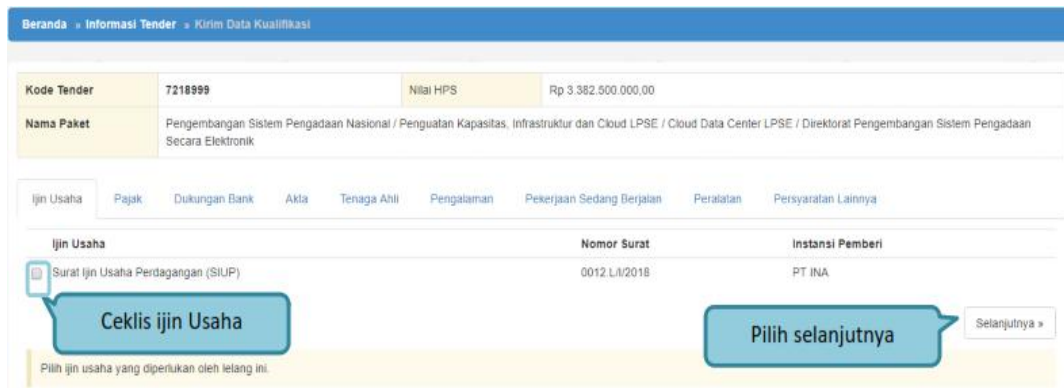 Beranda » Informasi Tender » Kirim Data Kualifikasi
Kode Tender 7218999 Nilai HPS Rp 3.382.500.000,00
Nama Paket Pengembangan Sistem Pengadaan Nasional / Penguatan Kapasitas, Infrastruktur dan Cloud LPSE / Cloud Data Center LPSE / Direktorat Pengembangan Sistem Pengadaan
Secara Elektronik
Ijin Usaha Pajak Dukungan Bank Akta Tenaga Ahli Pengalaman Pekerjaan Sedang Berjalan Peralatan Persyaratan Lainnya
Ijin Usaha Nomor Surat Instansi Pemberi
Surat Ijin Usaha Perdagangan (SIUP) 0012.L/I/2018 PT INA
Selanjutnya »
Ceklis ijin Usaha
Pilih selanjutnya
Pilih ijin usaha yang diperlukan oleh lelang ini.